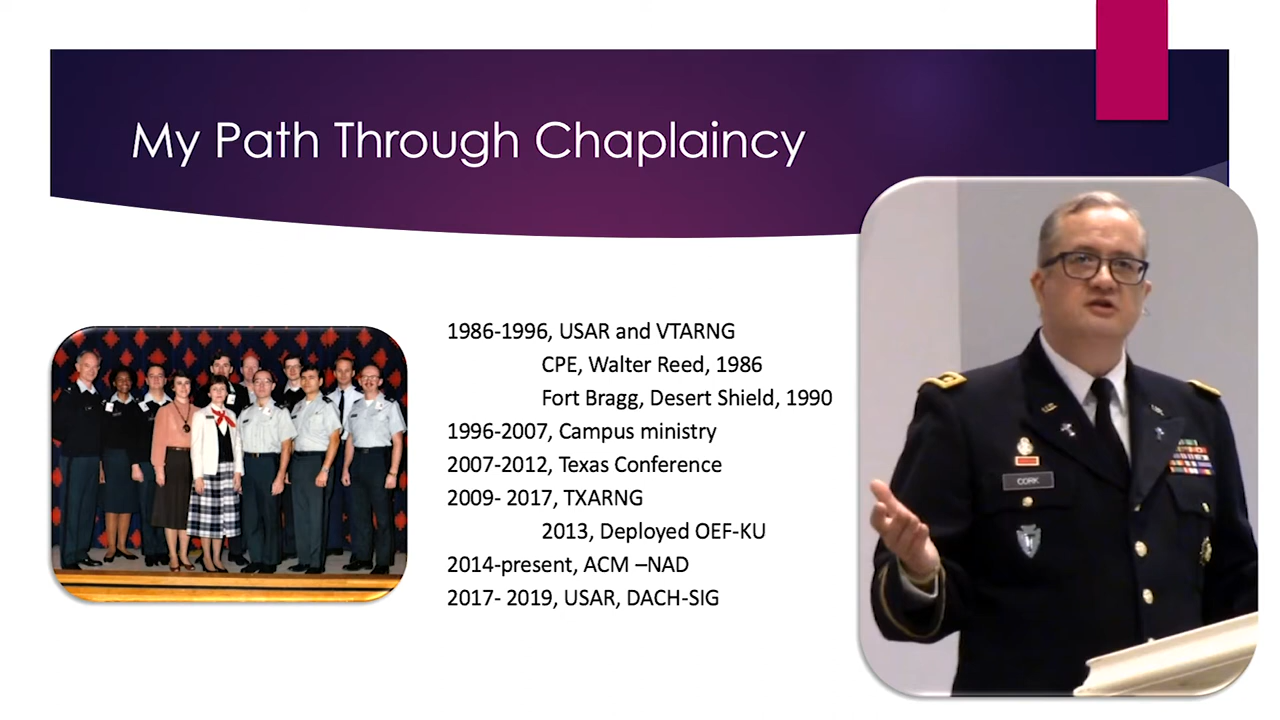 My Path Through Chaplaincy
1986-1996, USAR and VTARNG
CPE, Walter Reed, 1986
Fort Bragg, Desert Shield, 1990
1996-2007, Campus ministry
2007-2012, Texas Conference
2009- 2017, TXARNG
2013, Deployed OEF-KU
2014-present, ACM –NAD
2017- 2019, USAR, DACH-SIG
CORK